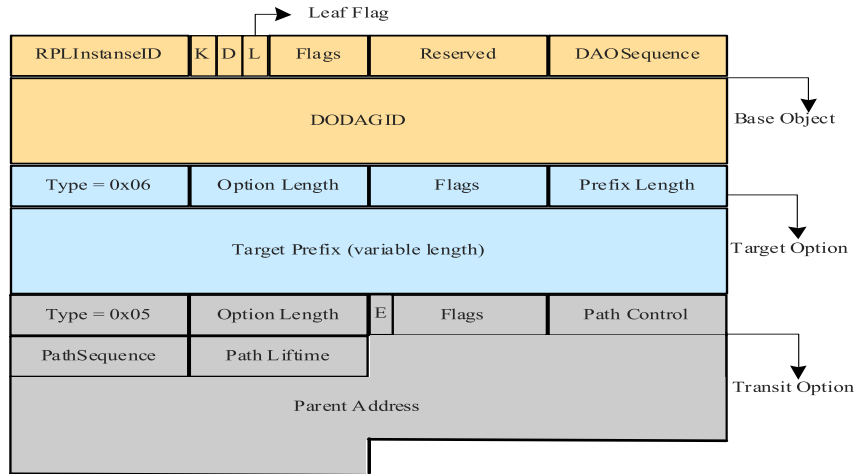 Leaf Flag
RPLInstanseID K D L Flags Reserved DAOSequence
DODAGID
Base Object
Type = 0x06 Option Length Flags Prefix Length
Target Prefix (variable length)
Target Option
Type = 0x05 Option Length E Flags Path Control
PathSequence Path Liftime
Transit Option
Parent Address